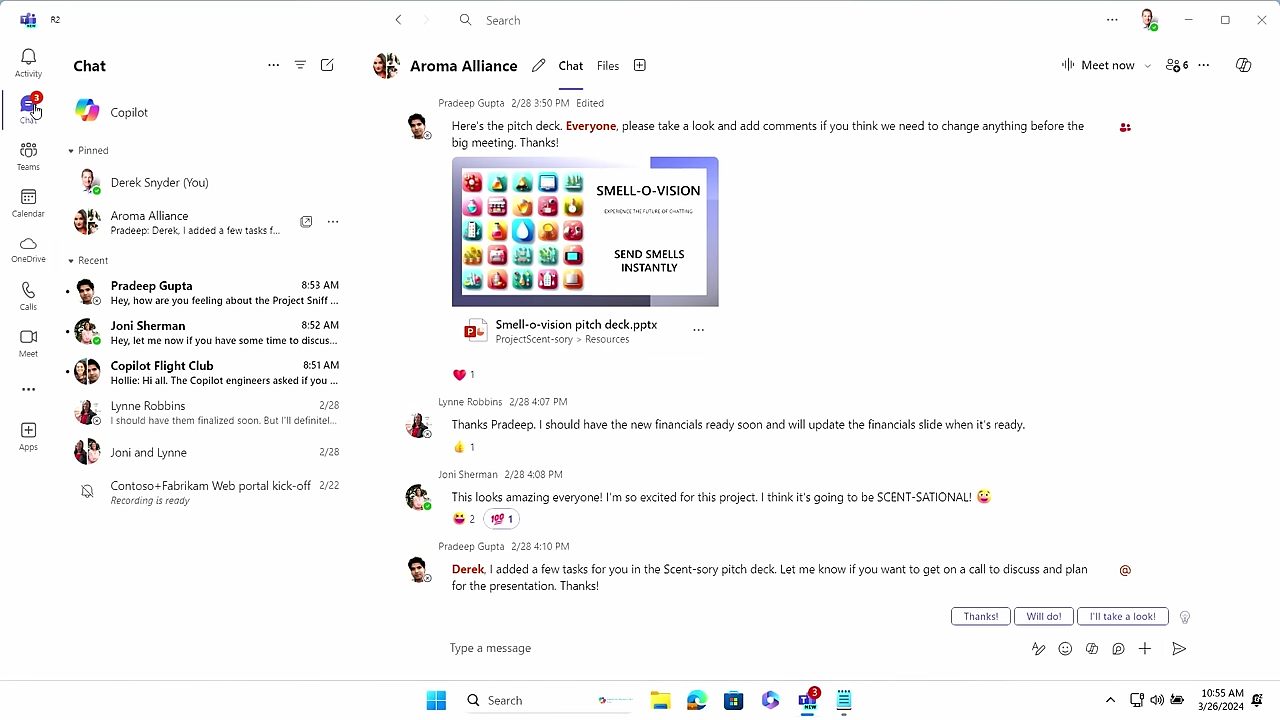 R2
Search
Activity
3
Chat
Teams
Calendar
OneDrive
Calls
Meet
Apps
Chat
Copilot
Pinned
Derek Snyder (You)
Aroma Alliance
Pradeep: Derek, I added a few tasks f...
Recent
Pradeep Gupta 8:53 AM
Hey, how are you feeling about the Project Sniff ...
Joni Sherman 8:52 AM
Hey, let me now if you have some time to discus...
Copilot Flight Club 8:51 AM
Hollie: Hi all. The Copilot engineers asked if you ...
Lynne Robbins 2/28
I should have them finalized soon. But I'll definitel...
Joni and Lynne 2/28
Contoso+Fabrikam Web portal kick-off 2/22
Recording is ready
Aroma Alliance Chat Files Meet now 6
Pradeep Gupta 2/28 3:50 PM Edited
Here's the pitch deck. Everyone, please take a look and add comments if you think we need to change anything before the
big meeting. Thanks!
SMELL-O-VISION
EXPERIENCE THE FUTURE OF CHATTING
SEND SMELLS
INSTANTLY
Smell-o-vision pitch deck.pptx
ProjectScent-sory > Resources
1
Lynne Robbins 2/28 4:07 PM
Thanks Pradeep. I should have the new financials ready soon and will update the financials slide when it's ready.
1
Joni Sherman 2/28 4:08 PM
This looks amazing everyone! I'm so excited for this project. I think it's going to be SCENT-SATIONAL!
2 100 1
Pradeep Gupta 2/28 4:10 PM
Derek, I added a few tasks for you in the Scent-sory pitch deck. Let me know if you want to get on a call to discuss and plan
for the presentation. Thanks!
Thanks! Will do! I'll take a look!
Type a message
Search
NEW
3
10:55 AM
3/26/2024